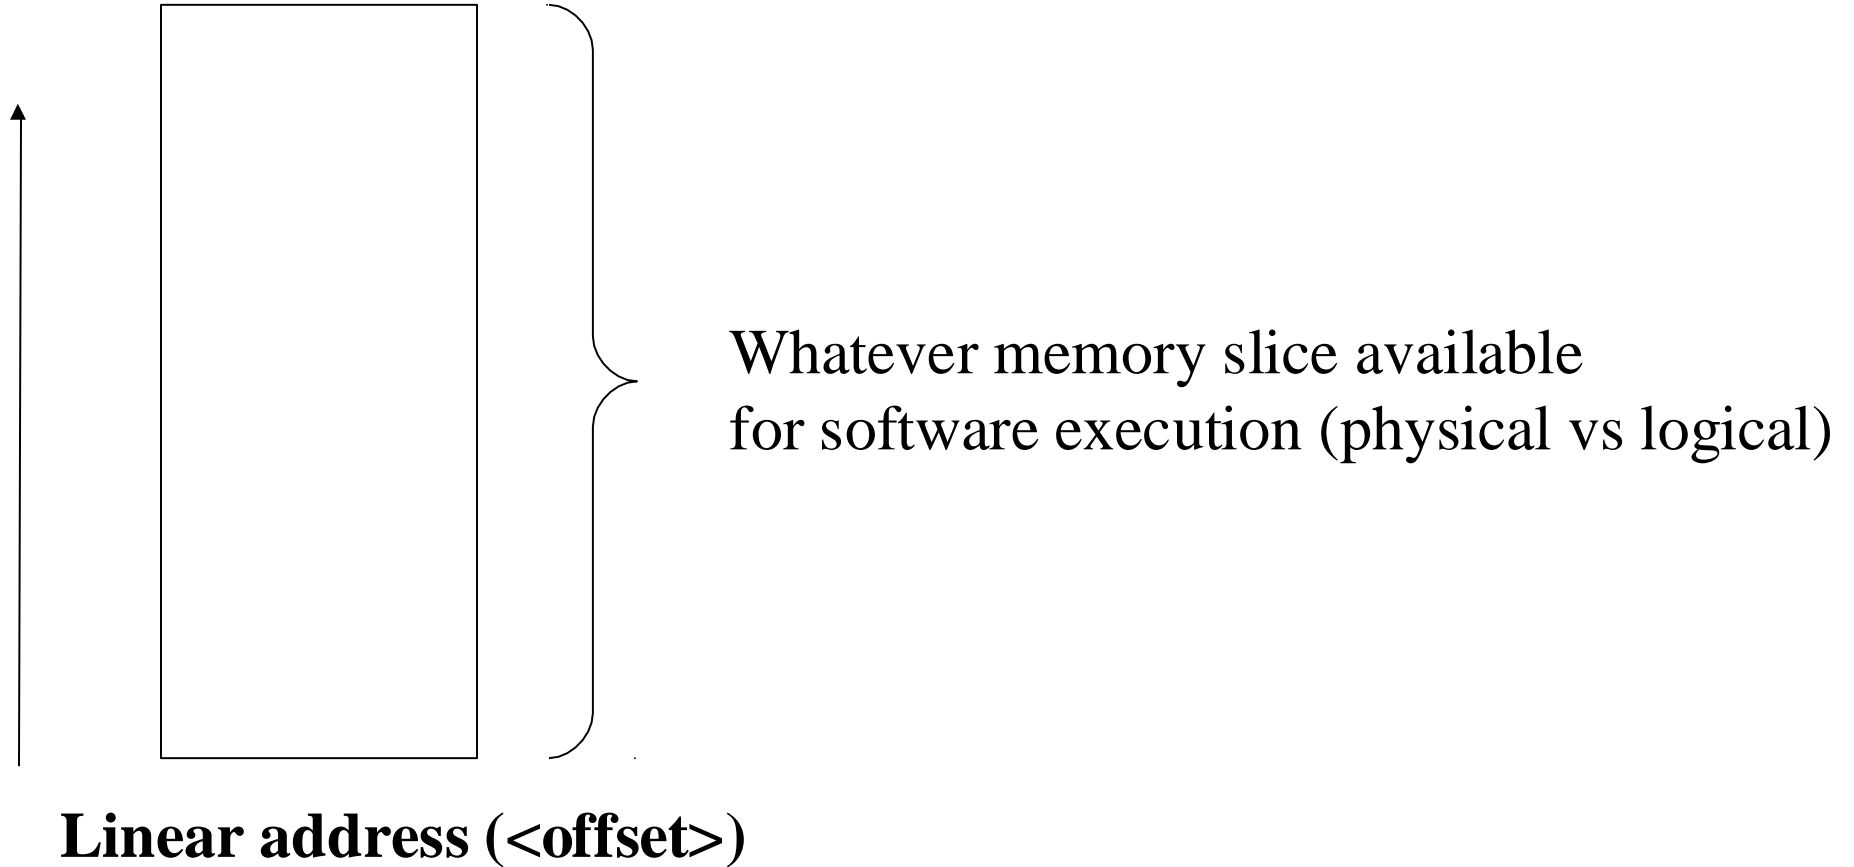 Whatever memory slice available
for software execution (physical vs logical)
Linear address (<offset>)